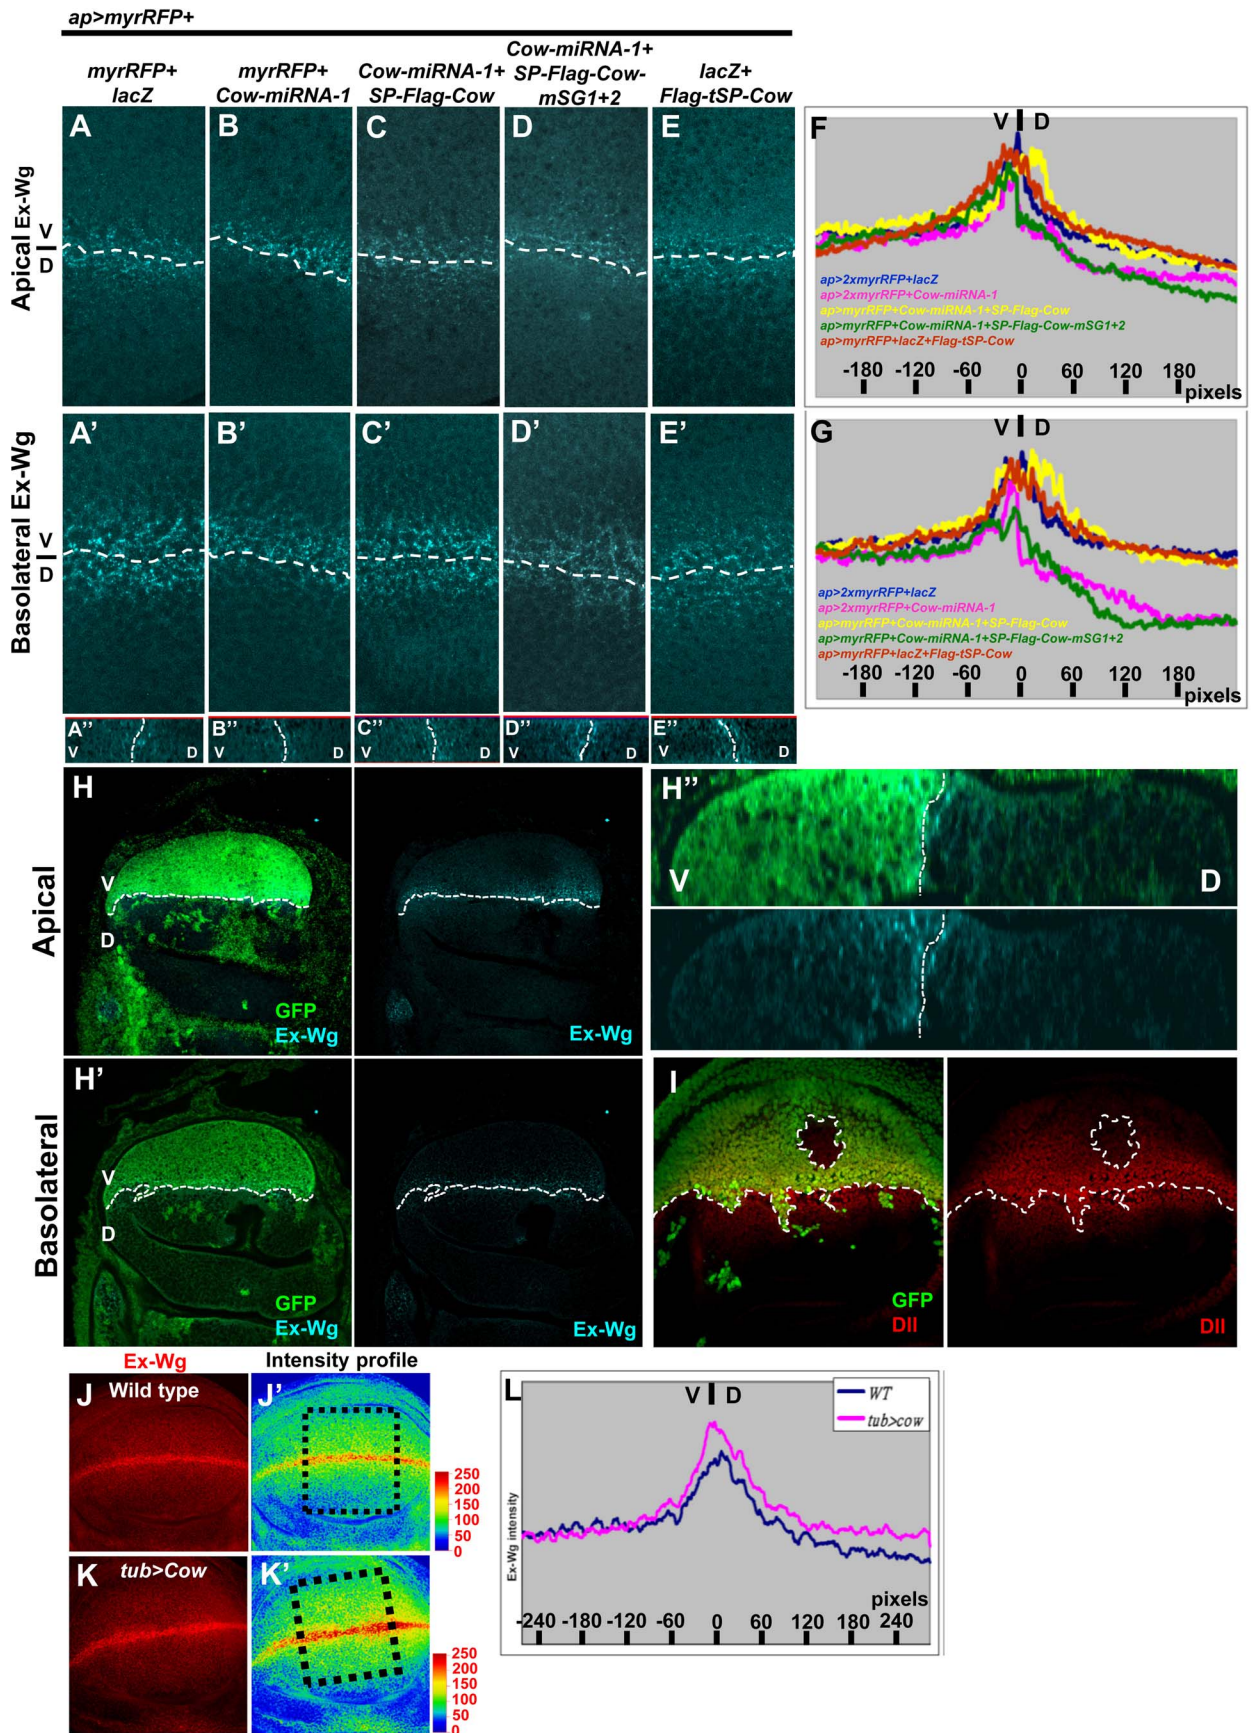 ap>myrRFP+
myrRFP+
lacZ
myrRFP+
Cow-miRNA-1
Cow-miRNA-1+
SP-Flag-Cow
Cow-miRNA-1+
SP-Flag-Cow-
mSG1+2
lacZ+
Flag-tSP-Cow
Apical Ex-Wg
V
D
A
B
C
D
E
F
V D
ap>2xmyrRFP+lacZ
ap>2xmyrRFP+Cow-miRNA-1
ap>myrRFP+Cow-miRNA-1+SP-Flag-Cow
ap>myrRFP+Cow-miRNA-1+SP-Flag-Cow-mSG1+2
ap>myrRFP+lacZ+Flag-tSP-Cow
-180 -120 -60 0 60 120 180
pixels
Basolateral Ex-Wg
V
D
A'
B'
C'
D'
E'
G
V D
ap>2xmyrRFP+lacZ
ap>2xmyrRFP+Cow-miRNA-1
ap>myrRFP+Cow-miRNA-1+SP-Flag-Cow
ap>myrRFP+Cow-miRNA-1+SP-Flag-Cow-mSG1+2
ap>myrRFP+lacZ+Flag-tSP-Cow
-180 -120 -60 0 60 120 180
pixels
A''
V D
B''
V D
C''
V D
D''
V D
E''
V D
Apical
H
V
D
GFP
Ex-Wg
Ex-Wg
H''
V D
Basolateral
H'
V
D
GFP
Ex-Wg
Ex-Wg
I
GFP
Dll
Dll
Ex-Wg
Intensity profile
J Wild type
J'
250
200
150
100
50
0
K tub>Cow
K'
250
200
150
100
50
0
L
V D
WT
tub>cow
Ex-Wg intensity
pixels
-240 -180 -120 -60 0 60 120 180 240